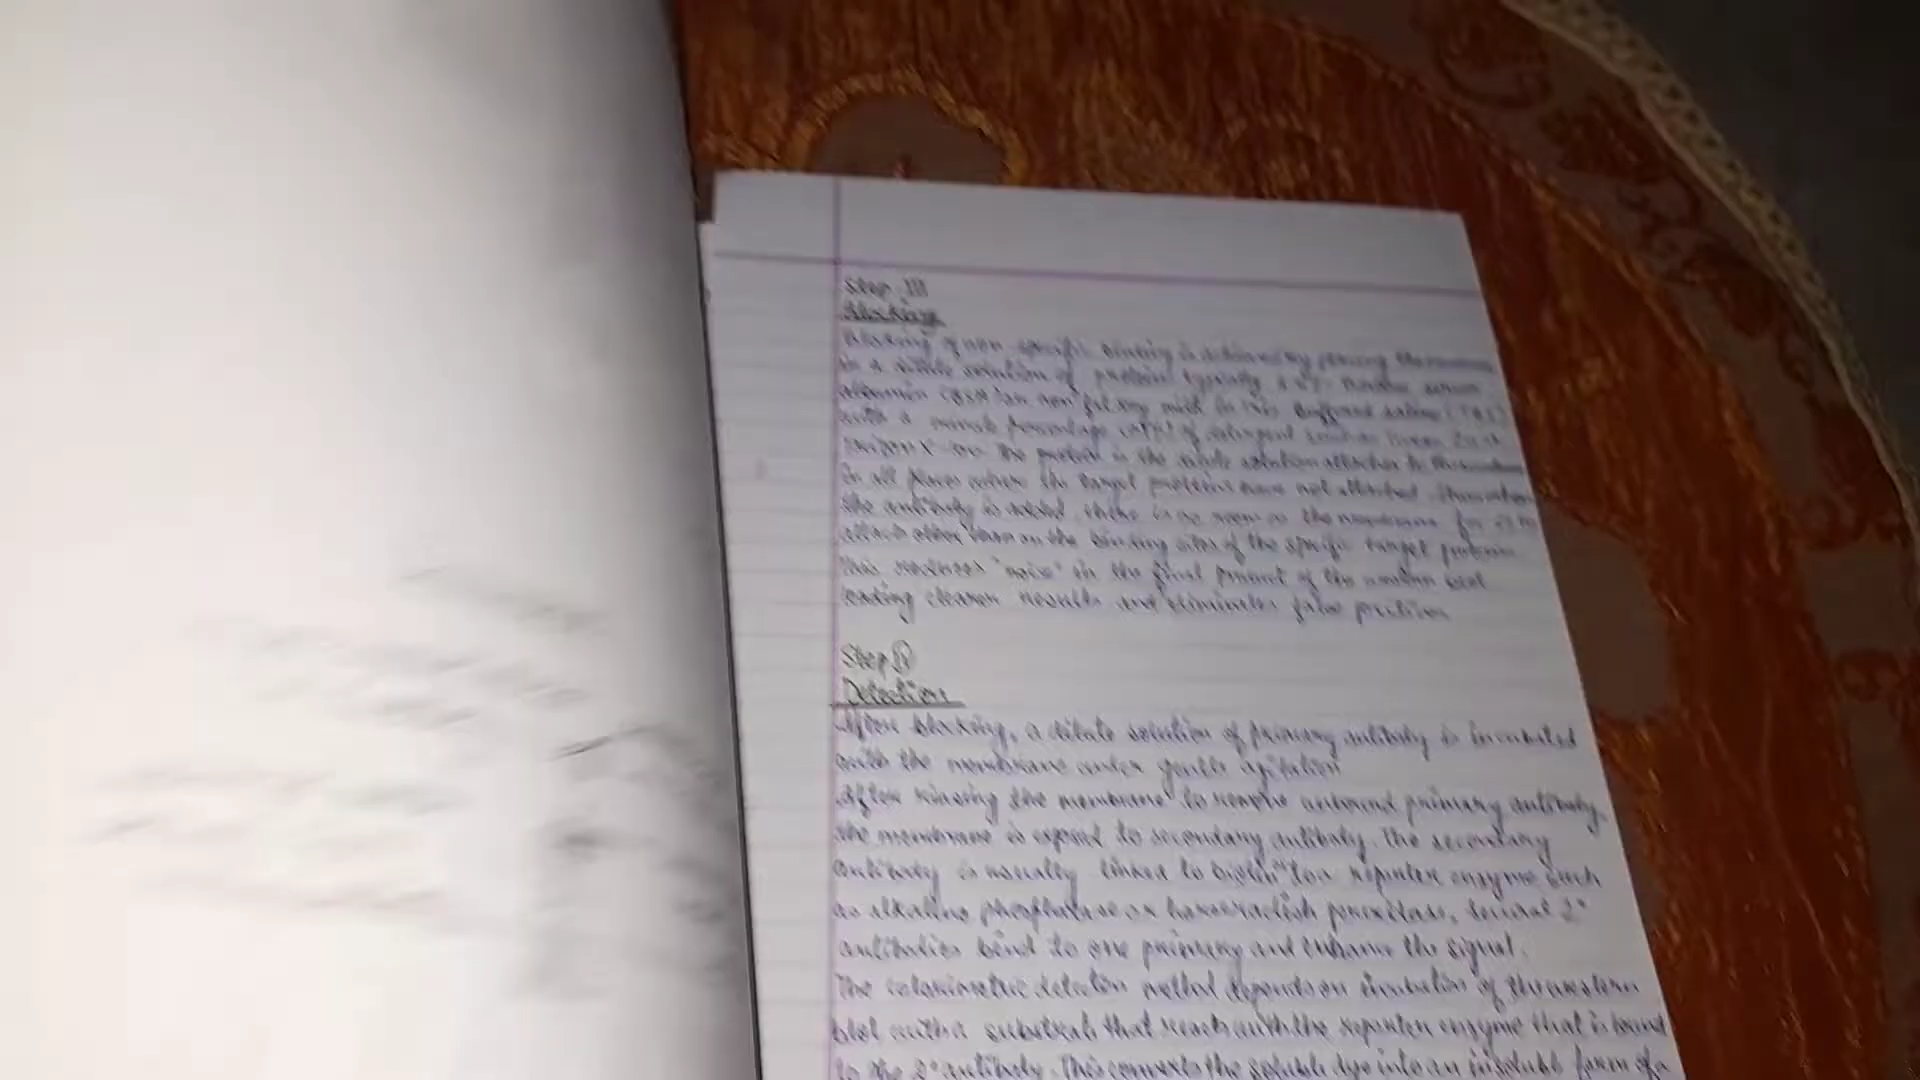 Step III
Blocking
Blocking of non-specific binding is achieved by placing the membrane
in a dilute solution of protein typically 3-5% Bovine serum
albumin (BSA) or non fat dry milk in Tris Buffered saline (TBS)
with a minute percentage of detergent such as Tween 20 or
Triton X-100. The protein in the dilute solution attaches to the membrane
in all places where the target proteins have not attached. Thus when
the antibody is added, there is no room on the membrane for it to
attach other than on the binding sites of the specific target protein.
This reduces "noise" in the final product of the western blot
leading clearer results and eliminates false positives
Step IV
Detection
After blocking, a dilute solution of primary antibody is incubated
with the membrane under gentle agitation
After rinsing the membrane to remove unbound primary antibody,
the membrane is exposed to secondary antibody. The secondary
antibody is usually linked to biotin to a reporter enzyme such
as alkaline phosphatase or horseradish peroxidase. Several 2°
antibodies bind to one primary and enhance the signal.
The colorimetric detection method depends on incubation of the western
blot with a substrate that reacts with the reporter enzyme that is bound
to the 2° antibody. This converts the soluble dye into an insoluble form of a